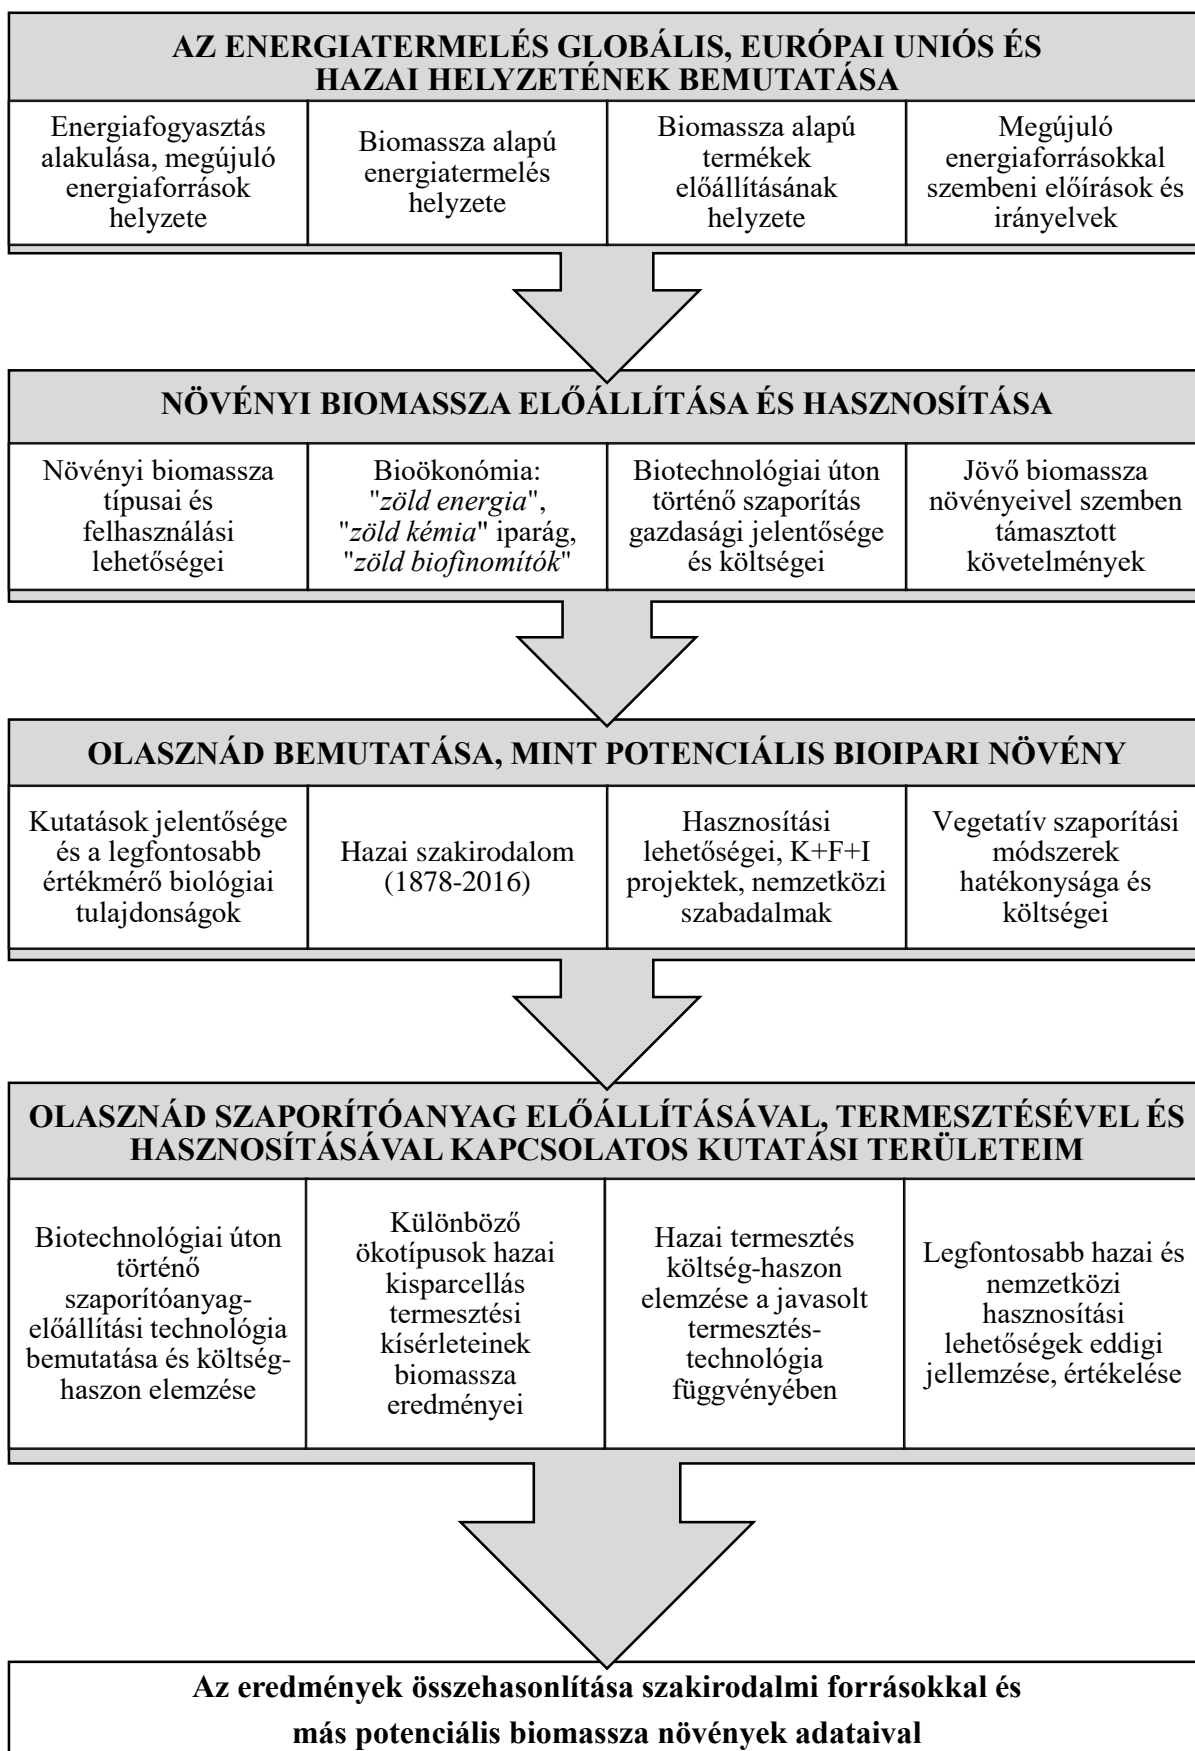 AZ ENERGIATERMELÉS GLOBÁLIS, EURÓPAI UNIÓS ÉS
HAZAI HELYZETÉNEK BEMUTATÁSA
Energiafogyasztás
alakulása, megújuló
energiaforrások
helyzete
Biomassza alapú
energiatermelés
helyzete
Biomassza alapú
termékek
előállításának
helyzete
Megújuló
energiaforrásokkal
szembeni előírások és
irányelvek
NÖVÉNYI BIOMASSZA ELŐÁLLÍTÁSA ÉS HASZNOSÍTÁSA
Növényi biomassza
típusai és
felhasználási
lehetőségei
Bioökonómia:
"zöld energia",
"zöld kémia" iparág,
"zöld biofinomítók"
Biotechnológiai úton
történő szaporítás
gazdasági jelentősége
és költségei
Jövő biomassza
növényeivel szemben
támasztott
követelmények
OLASZNÁD BEMUTATÁSA, MINT POTENCIÁLIS BIOIPARI NÖVÉNY
Kutatások jelentősége
és a legfontosabb
értékmérő biológiai
tulajdonságok
Hazai szakirodalom
(1878-2016)
Hasznosítási
lehetőségei, K+F+I
projektek, nemzetközi
szabadalmak
Vegetatív szaporítási
módszerek
hatékonysága és
költségei
OLASZNÁD SZAPORÍTÓANYAG ELŐÁLLÍTÁSÁVAL, TERMESZTÉSÉVEL ÉS
HASZNOSÍTÁSÁVAL KAPCSOLATOS KUTATÁSI TERÜLETEIM
Biotechnológiai úton
történő
szaporítóanyag-
előállítási technológia
bemutatása és költség-
haszon elemzése
Különböző
ökotípusok hazai
kisparcellás
termesztési
kísérleteinek
biomassza
eredményei
Hazai termesztés
költség-haszon
elemzése a javasolt
termesztés-
technológia
függvényében
Legfontosabb hazai és
nemzetközi
hasznosítási
lehetőségek eddigi
jellemzése, értékelése
Az eredmények összehasonlítása szakirodalmi forrásokkal és
más potenciális biomassza növények adataival